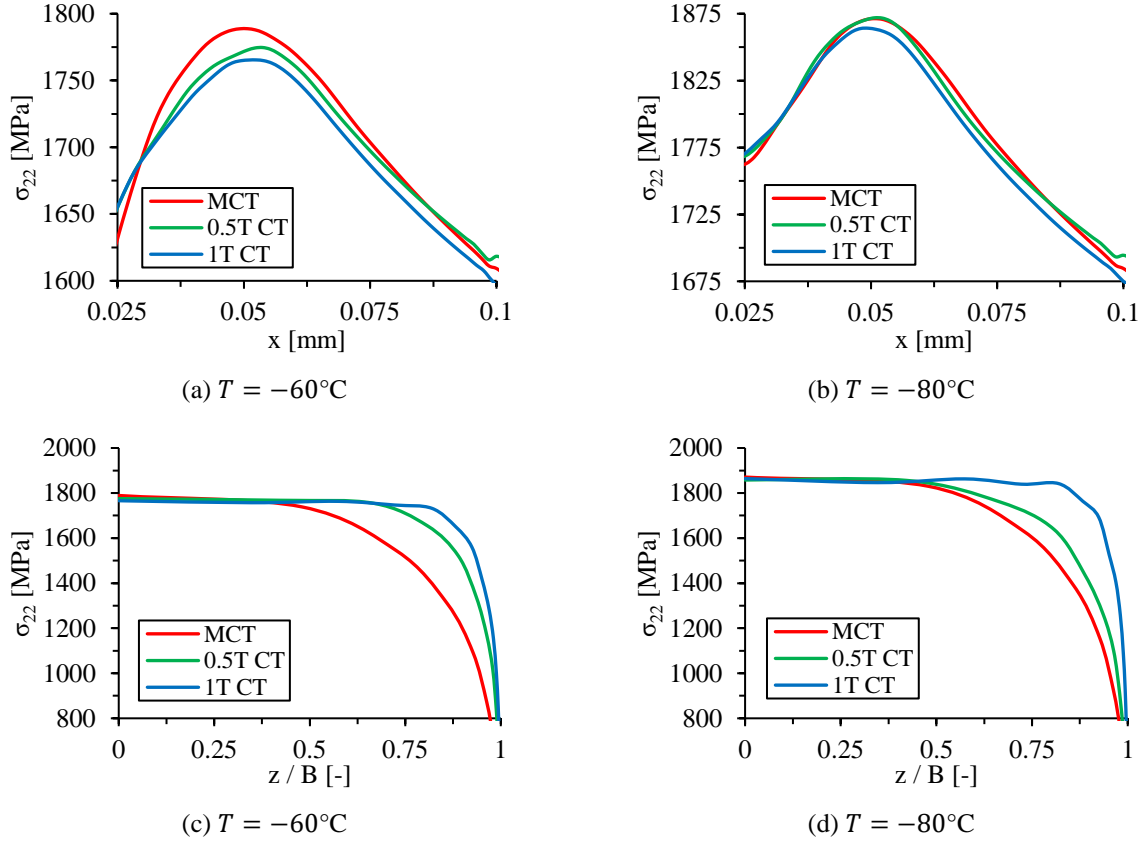 1800
1750
1700
1650
1600
σ22 [MPa]
MCT
0.5T CT
1T CT
0.025
0.05
0.075
0.1
x [mm]
(a) T = −60°C
1875
1825
1775
1725
1675
σ22 [MPa]
MCT
0.5T CT
1T CT
0.025
0.05
0.075
0.1
x [mm]
(b) T = −80°C
2000
1800
1600
1400
1200
1000
800
σ22 [MPa]
MCT
0.5T CT
1T CT
0
0.25
0.5
0.75
1
z / B [-]
(c) T = −60°C
2000
1800
1600
1400
1200
1000
800
σ22 [MPa]
MCT
0.5T CT
1T CT
0
0.25
0.5
0.75
1
z / B [-]
(d) T = −80°C